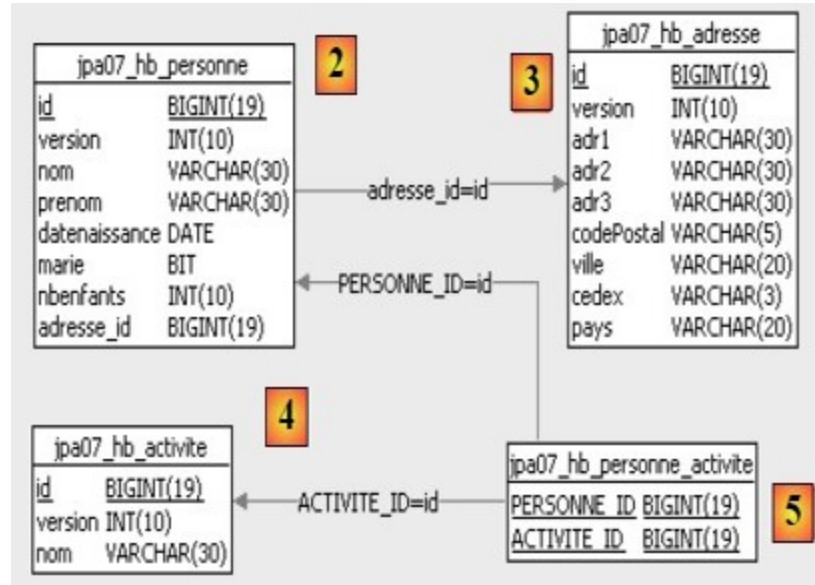 2
jpa07_hb_personne
id BIGINT(19)
version INT(10)
nom VARCHAR(30)
prenom VARCHAR(30)
datenaissance DATE
marie BIT
nbenfants INT(10)
adresse_id BIGINT(19)
adresse_id=id
3
jpa07_hb_adresse
id BIGINT(19)
version INT(10)
adr1 VARCHAR(30)
adr2 VARCHAR(30)
adr3 VARCHAR(30)
codePostal VARCHAR(5)
ville VARCHAR(20)
cedex VARCHAR(3)
pays VARCHAR(20)
PERSONNE_ID=id
4
jpa07_hb_activite
id BIGINT(19)
version INT(10)
nom VARCHAR(30)
ACTIVITE_ID=id
jpa07_hb_personne_activite
PERSONNE_ID BIGINT(19)
ACTIVITE_ID BIGINT(19)
5